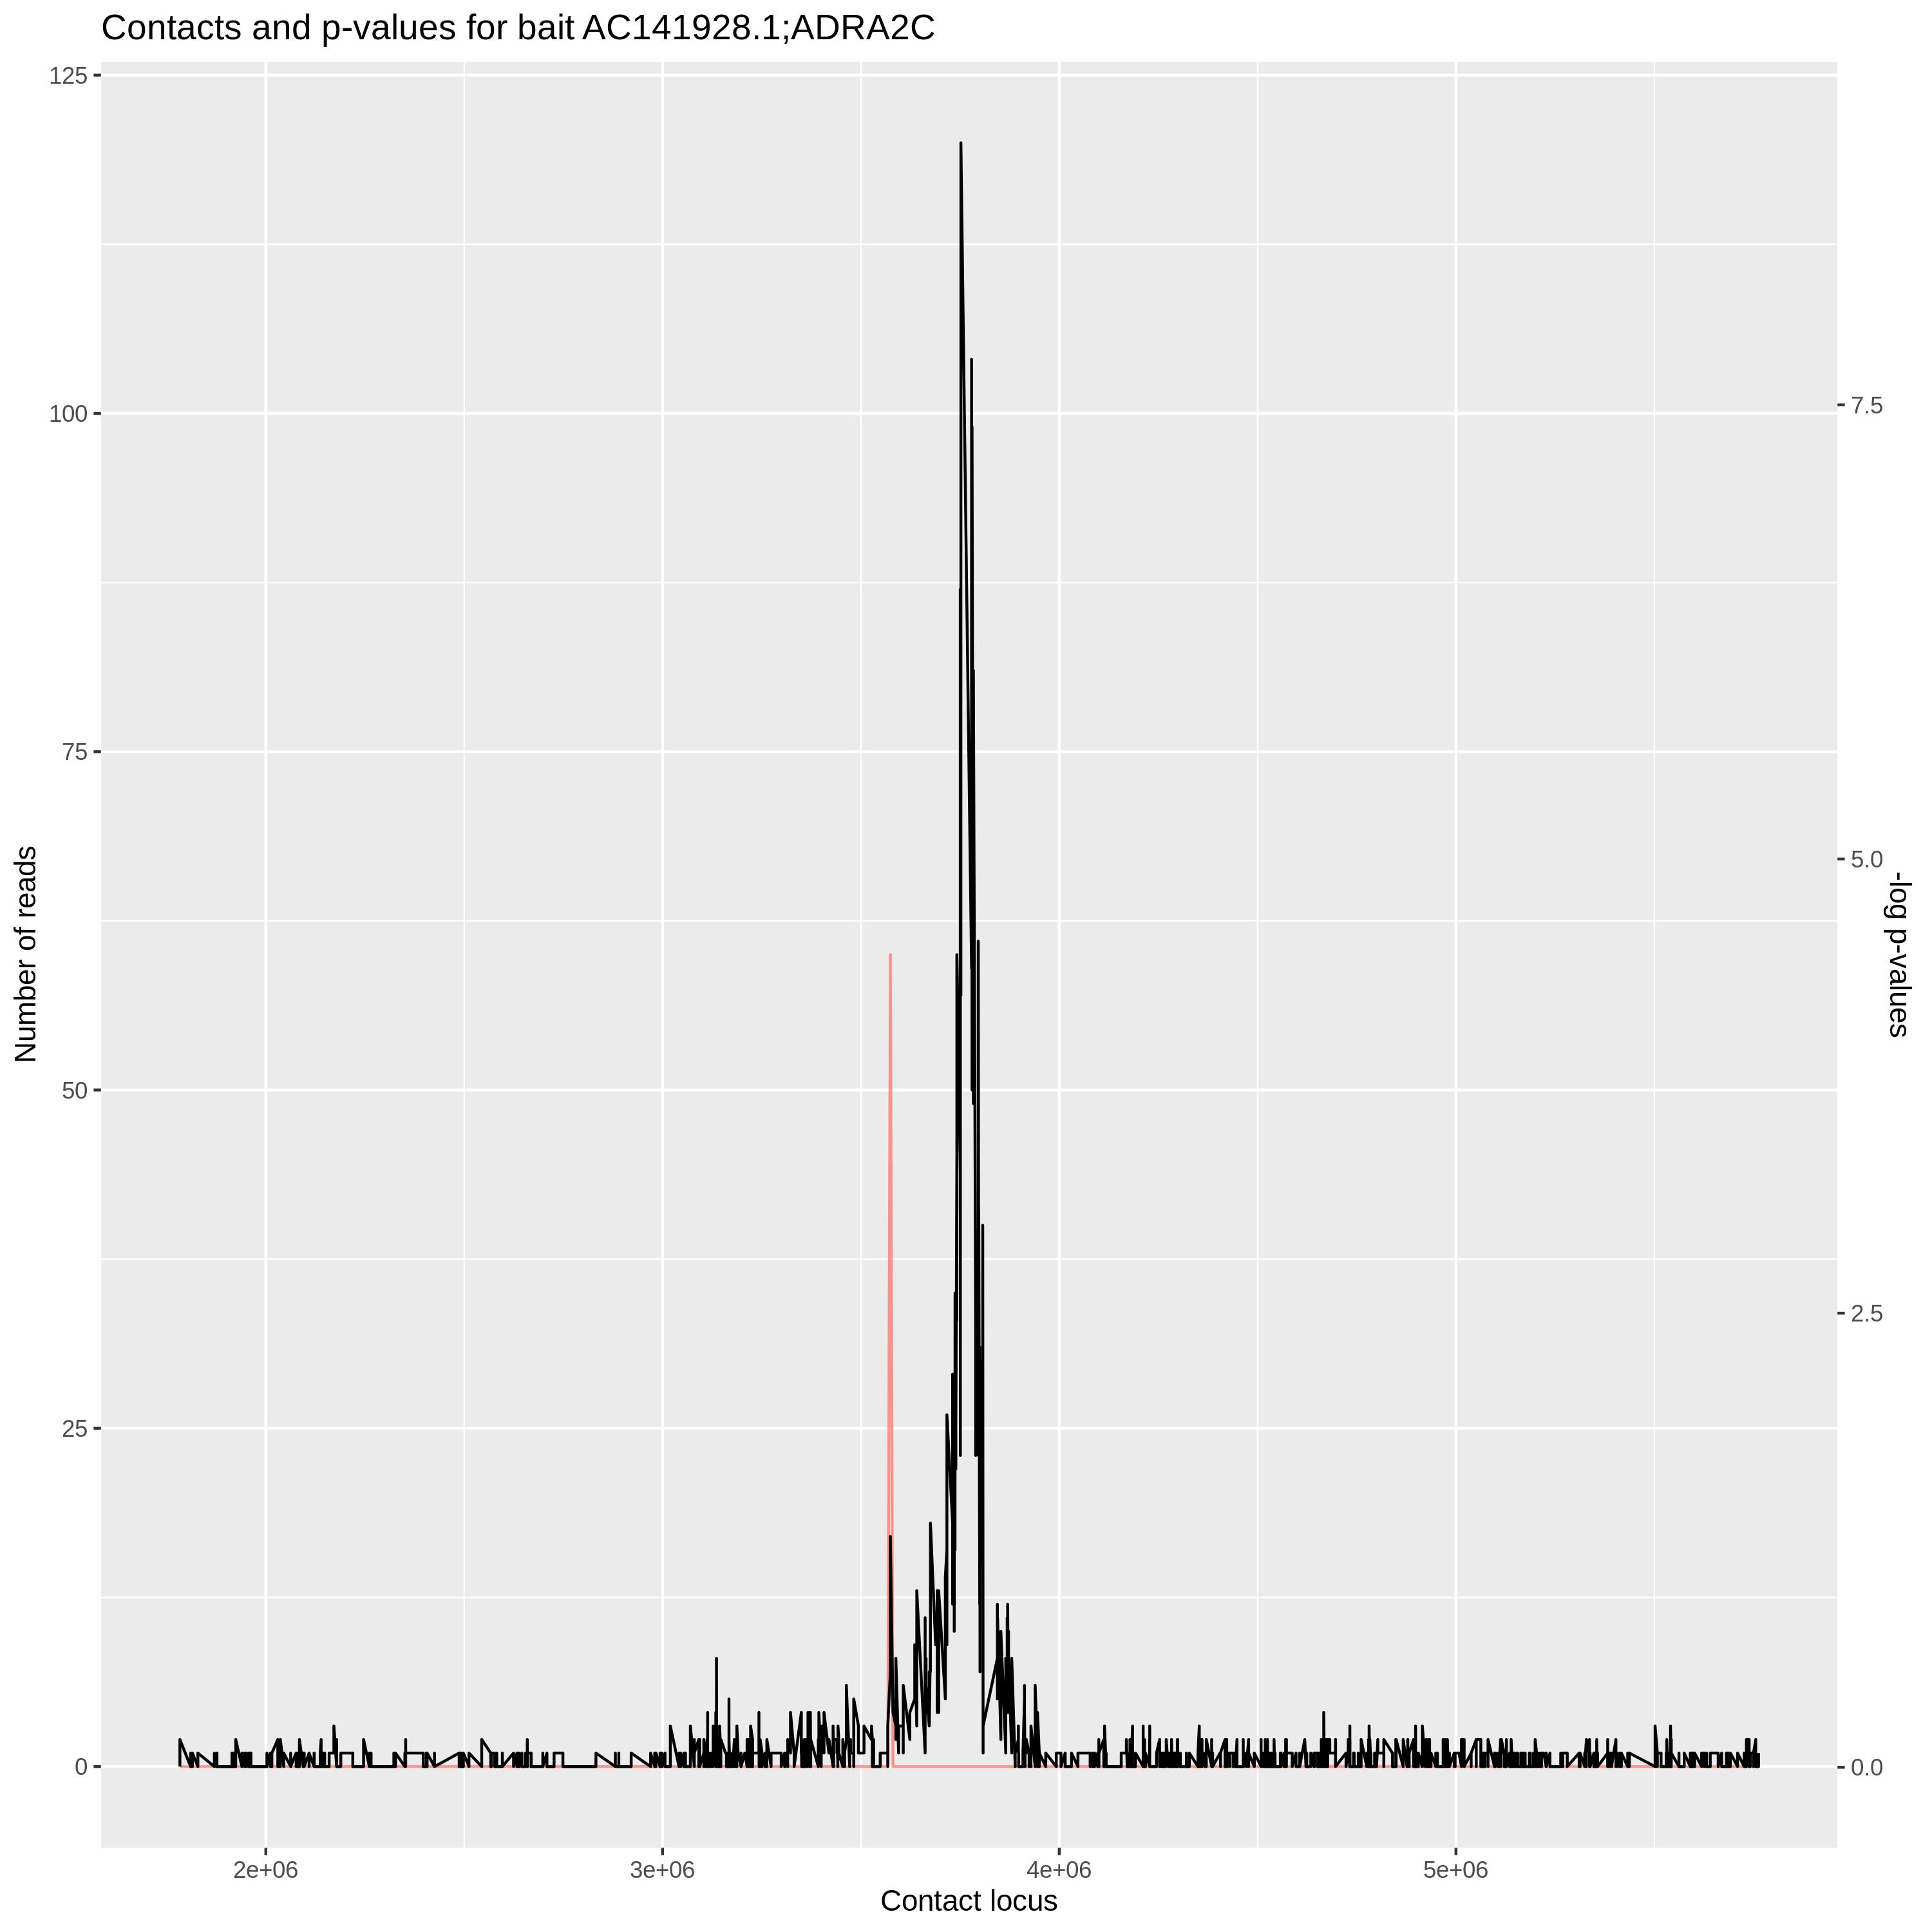 Contacts and p-values for bait AC141928.1;ADRA2C
125
100
75
50
25
0
Number of reads
7.5
5.0
2.5
0.0
-log p-values
2e+06
3e+06
4e+06
5e+06
Contact locus